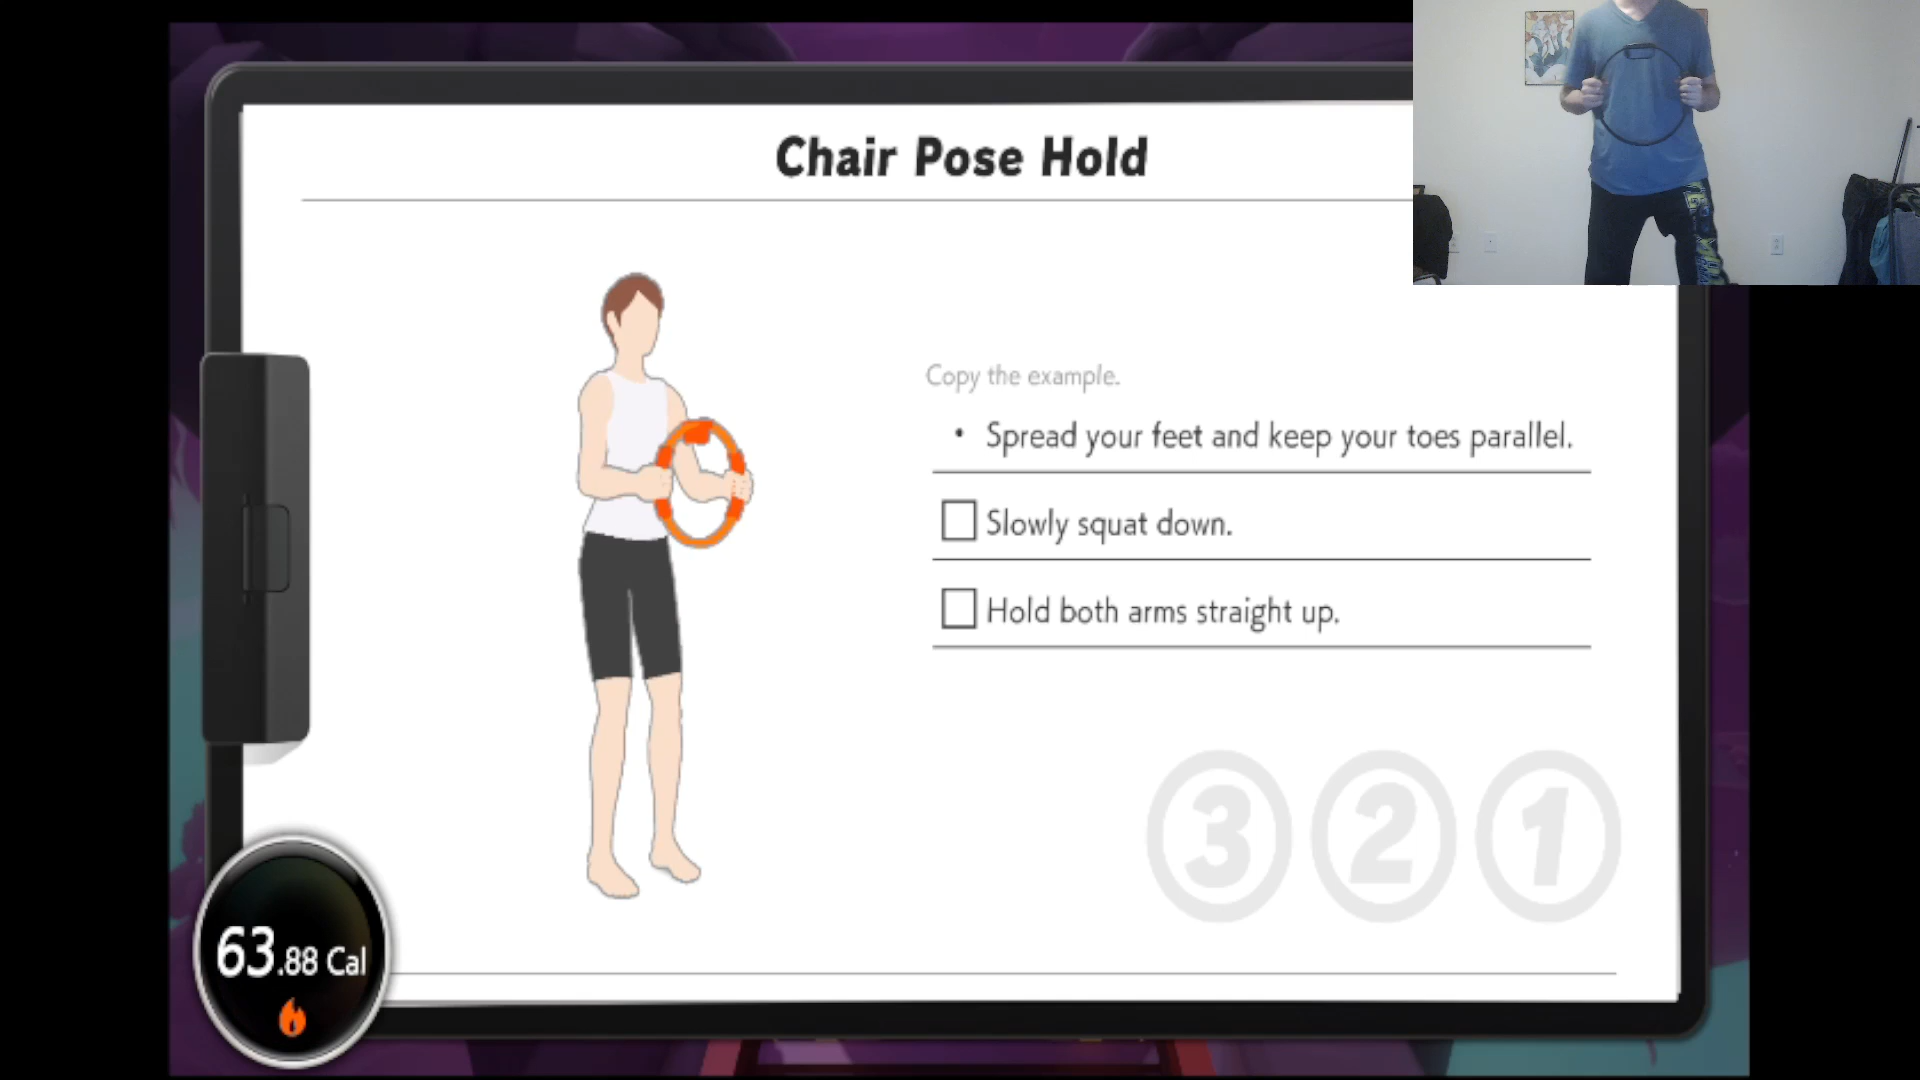 Chair Pose Hold
Copy the example.
• Spread your feet and keep your toes parallel.
Slowly squat down.
Hold both arms straight up.
3 2 1
63.88 Cal